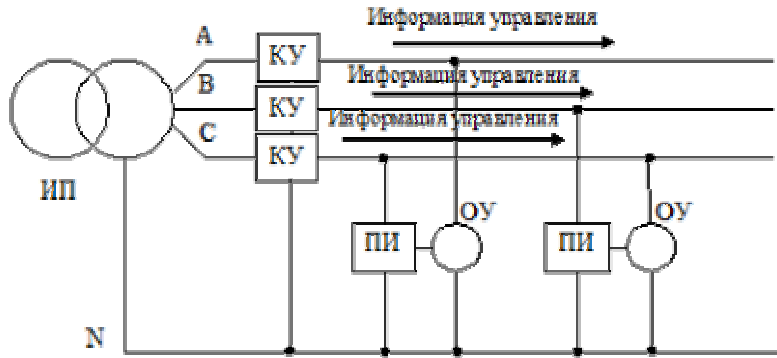 Информация управления
A
КУ
Информация управления
B
КУ
Информация управления
C
КУ
ИП
ОУ
ОУ
ПИ
ПИ
N